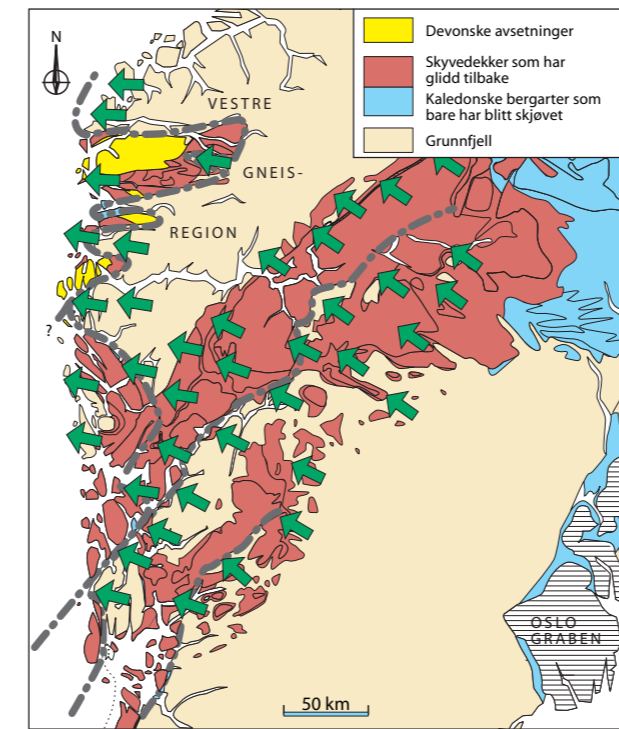 N
Devonske avsetninger
Skyvedekker som har
glidd tilbake
Kaledonske bergarter som
bare har blitt skjøvet
Grunnfjell
VESTRE
GNEIS-
REGION
?
OSLO
GRABEN
50 km